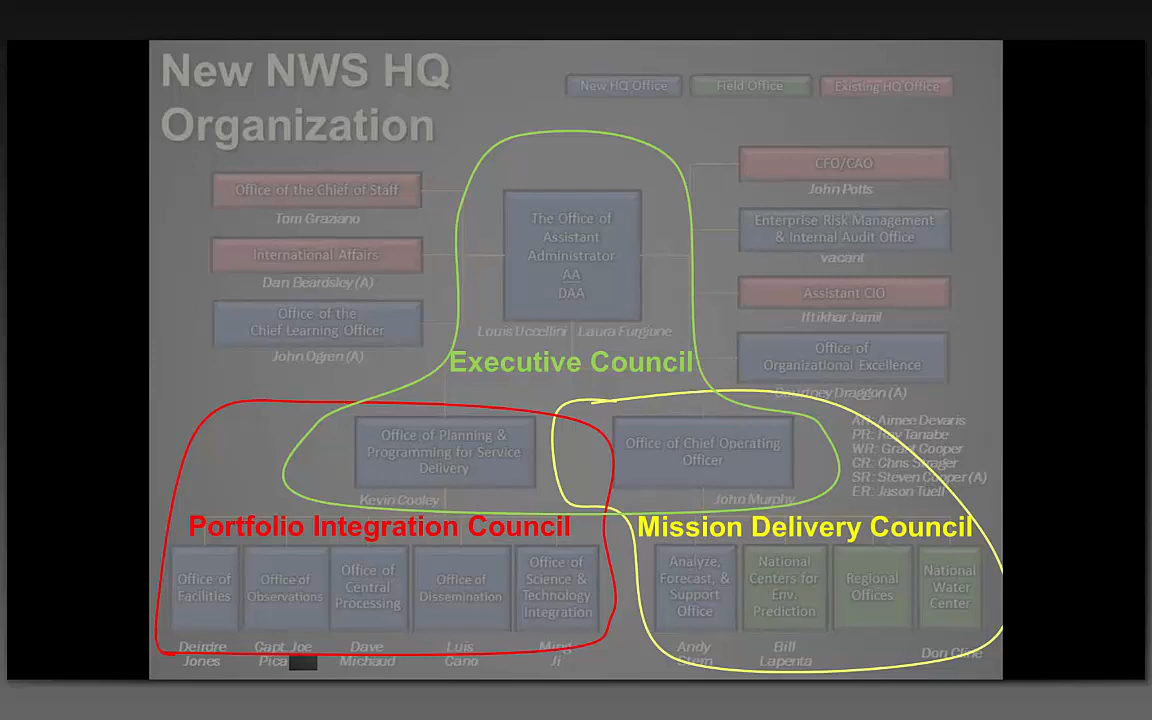 New NWS HQ
Organization
New HQ Office
Field Office
Existing HQ Office
Office of the Chief of Staff
Tom Graziano
International Affairs
Dan Beardsley (A)
Office of the
Chief Learning Officer
John Ogren (A)
The Office of
Assistant
Administrator
AA
DAA
Louis Uccellini
Laura Furgione
CFO/CAO
John Potts
Enterprise Risk Management
& Internal Audit Office
vacant
Assistant CIO
Iftikhar Jamil
Office of
Organizational Excellence
Courtney Draggon (A)
Executive Council
Office of Planning &
Programming for Service
Delivery
Kevin Cooley
Office of Chief Operating
Officer
John Murphy
AR: Aimee Devaris
PR: Ray Tanabe
WR: Grant Cooper
CR: Chris Strager
SR: Steven Cooper (A)
ER: Jason Tuell
Portfolio Integration Council
Mission Delivery Council
Office of
Facilities
Deirdre
Jones
Office of
Observations
Capt. Joe
Pica
Office of
Central
Processing
Dave
Michaud
Office of
Dissemination
Luis
Cano
Office of
Science &
Technology
Integration
Ming
Ji
Analyze,
Forecast, &
Support
Office
Andy
Stern
National
Centers for
Env.
Prediction
Bill
Lapenta
Regional
Offices
National
Water
Center
Don Cline